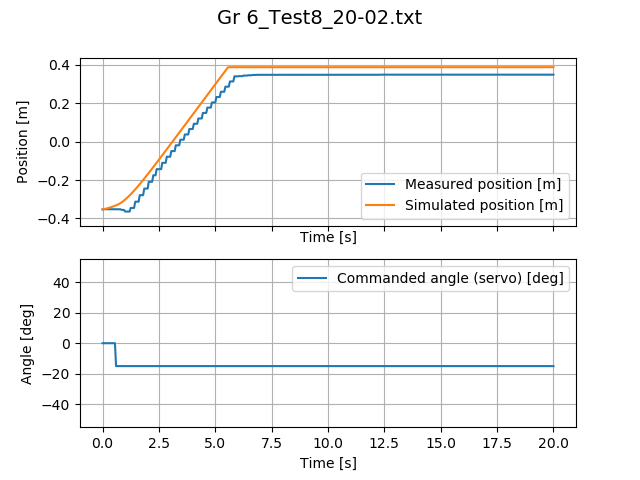 Gr 6_Test8_20-02.txt
0.4
0.2
0.0
−0.2
−0.4
Position [m]
Measured position [m]
Simulated position [m]
Time [s]
40
20
0
−20
−40
Angle [deg]
Commanded angle (servo) [deg]
0.0 2.5 5.0 7.5 10.0 12.5 15.0 17.5 20.0
Time [s]